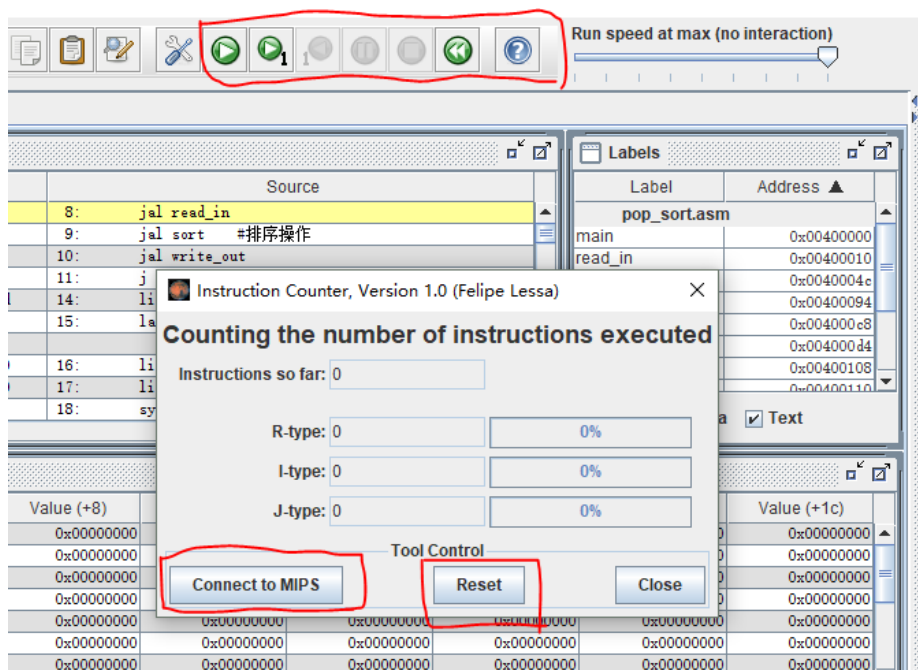 Run speed at max (no interaction)
1
1
Source
8: jal read_in
9: jal sort #排序操作
10: jal write_out
11: j
14: li
15: la
16: li
17: li
18: sy
Labels
Label Address ▲
pop_sort.asm
main 0x00400000
read_in 0x00400010
0x0040004c
0x00400094
0x004000c8
0x004000d4
0x00400108
0x00400110
a Text
Instruction Counter, Version 1.0 (Felipe Lessa)
Counting the number of instructions executed
Instructions so far: 0
R-type: 0 0%
I-type: 0 0%
J-type: 0 0%
Tool Control
Connect to MIPS Reset Close
Value (+8) Value (+1c)
0x00000000 0x00000000
0x00000000 0x00000000
0x00000000 0x00000000
0x00000000 0x00000000
0x00000000 0x00000000 0x00000000 0x00000000 0x00000000 0x00000000
0x00000000 0x00000000 0x00000000 0x00000000 0x00000000 0x00000000
0x00000000 0x00000000 0x00000000 0x00000000 0x00000000 0x00000000